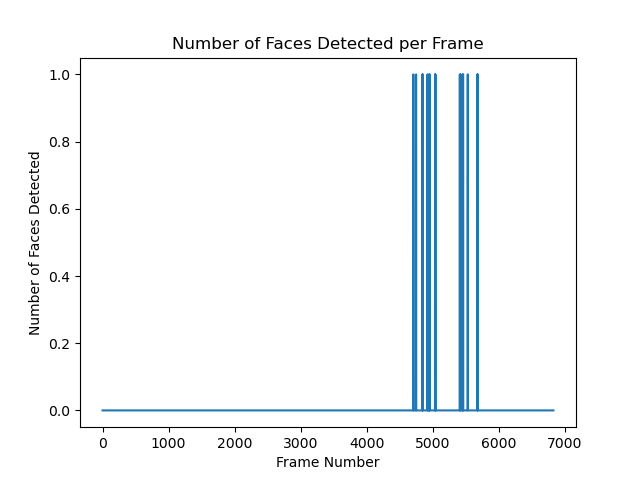 Number of Faces Detected per Frame
1.0
0.8
0.6
0.4
0.2
0.0
Number of Faces Detected
0 1000 2000 3000 4000 5000 6000 7000
Frame Number